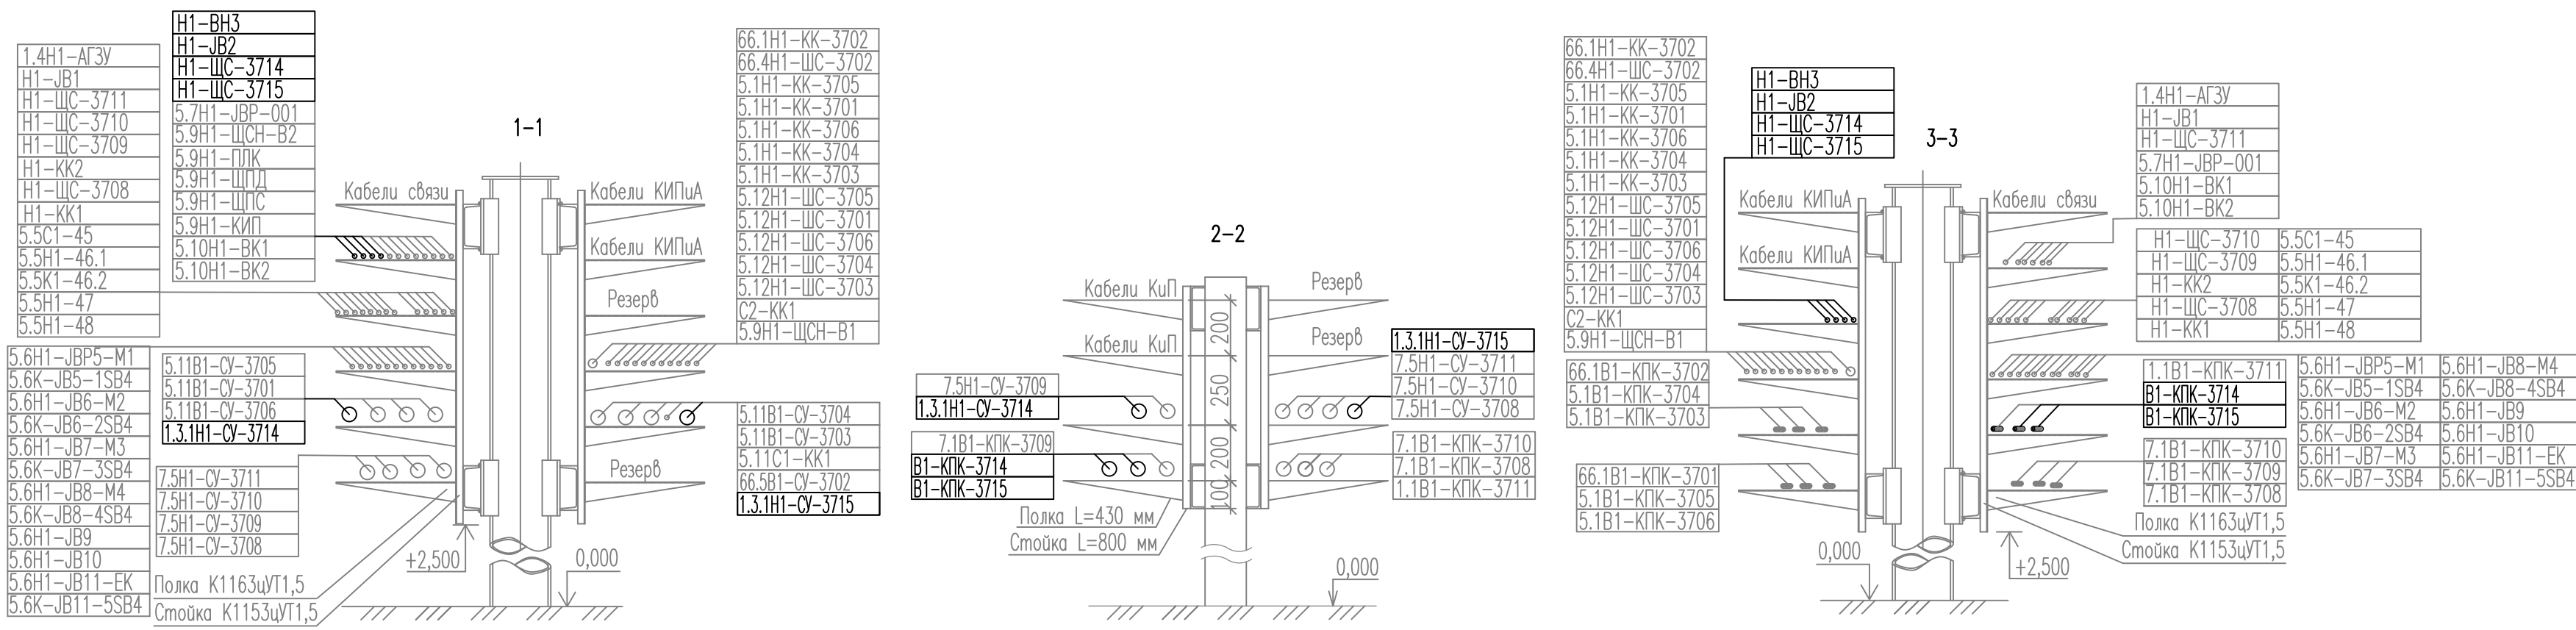 1-1
1.4Н1-АГЗУ
Н1-JB1
Н1-ЩС-3711
Н1-ЩС-3710
Н1-ЩС-3709
Н1-КК2
Н1-ЩС-3708
Н1-КК1
5.5С1-45
5.5Н1-46.1
5.5К1-46.2
5.5Н1-47
5.5Н1-48
Н1-ВН3
Н1-JB2
Н1-ЩС-3714
Н1-ЩС-3715
5.7Н1-JBP-001
5.9Н1-ЩСН-В2
5.9Н1-ПЛК
5.9Н1-ЩПД
5.9Н1-ЩПС
5.9Н1-КИП
5.10Н1-ВК1
5.10Н1-ВК2
5.6Н1-JBP5-М1
5.6К-JB5-1SB4
5.6Н1-JB6-М2
5.6К-JB6-2SB4
5.6Н1-JB7-М3
5.6К-JB7-3SB4
5.6Н1-JB8-М4
5.6К-JB8-4SB4
5.6Н1-JB9
5.6Н1-JB10
5.6Н1-JB11-ЕК
5.6К-JB11-5SB4
5.11В1-СУ-3705
5.11В1-СУ-3701
5.11В1-СУ-3706
1.3.1Н1-СУ-3714
7.5Н1-СУ-3711
7.5Н1-СУ-3710
7.5Н1-СУ-3709
7.5Н1-СУ-3708
Полка К1163цУТ1,5
Стойка К1153цУТ1,5
Кабели связи
Кабели КИПиА
Кабели КИПиА
Резерв
Резерв
+2,500
0,000
66.1Н1-КК-3702
66.4Н1-ШС-3702
5.1Н1-КК-3705
5.1Н1-КК-3701
5.1Н1-КК-3706
5.1Н1-КК-3704
5.1Н1-КК-3703
5.12Н1-ШС-3705
5.12Н1-ШС-3701
5.12Н1-ШС-3706
5.12Н1-ШС-3704
5.12Н1-ШС-3703
С2-КК1
5.9Н1-ЩСН-В1
5.11В1-СУ-3704
5.11В1-СУ-3703
5.11С1-КК1
66.5В1-СУ-3702
1.3.1Н1-СУ-3715
2-2
Кабели КиП
Кабели КиП
Резерв
Резерв
200
250
200
100
7.5Н1-СУ-3709
1.3.1Н1-СУ-3714
7.1В1-КПК-3709
В1-КПК-3714
В1-КПК-3715
Полка L=430 мм
Стойка L=800 мм
0,000
1.3.1Н1-СУ-3715
7.5Н1-СУ-3711
7.5Н1-СУ-3710
7.5Н1-СУ-3708
7.1В1-КПК-3710
7.1В1-КПК-3708
1.1В1-КПК-3711
3-3
66.1Н1-КК-3702
66.4Н1-ШС-3702
5.1Н1-КК-3705
5.1Н1-КК-3701
5.1Н1-КК-3706
5.1Н1-КК-3704
5.1Н1-КК-3703
5.12Н1-ШС-3705
5.12Н1-ШС-3701
5.12Н1-ШС-3706
5.12Н1-ШС-3704
5.12Н1-ШС-3703
С2-КК1
5.9Н1-ЩСН-В1
66.1В1-КПК-3702
5.1В1-КПК-3704
5.1В1-КПК-3703
66.1В1-КПК-3701
5.1В1-КПК-3705
5.1В1-КПК-3706
Н1-ВН3
Н1-JB2
Н1-ЩС-3714
Н1-ЩС-3715
Кабели КИПиА
Кабели КИПиА
Кабели связи
0,000
+2,500
1.4Н1-АГЗУ
Н1-JB1
Н1-ЩС-3711
5.7Н1-JBP-001
5.10Н1-ВК1
5.10Н1-ВК2
Н1-ЩС-3710 5.5С1-45
Н1-ЩС-3709 5.5Н1-46.1
Н1-КК2 5.5К1-46.2
Н1-ЩС-3708 5.5Н1-47
Н1-КК1 5.5Н1-48
1.1В1-КПК-3711
В1-КПК-3714
В1-КПК-3715
7.1В1-КПК-3710
7.1В1-КПК-3709
7.1В1-КПК-3708
Полка К1163цУТ1,5
Стойка К1153цУТ1,5
5.6Н1-JBP5-М1 5.6Н1-JB8-М4
5.6К-JB5-1SB4 5.6К-JB8-4SB4
5.6Н1-JB6-М2 5.6Н1-JB9
5.6К-JB6-2SB4 5.6Н1-JB10
5.6Н1-JB7-М3 5.6Н1-JB11-ЕК
5.6К-JB7-3SB4 5.6К-JB11-5SB4